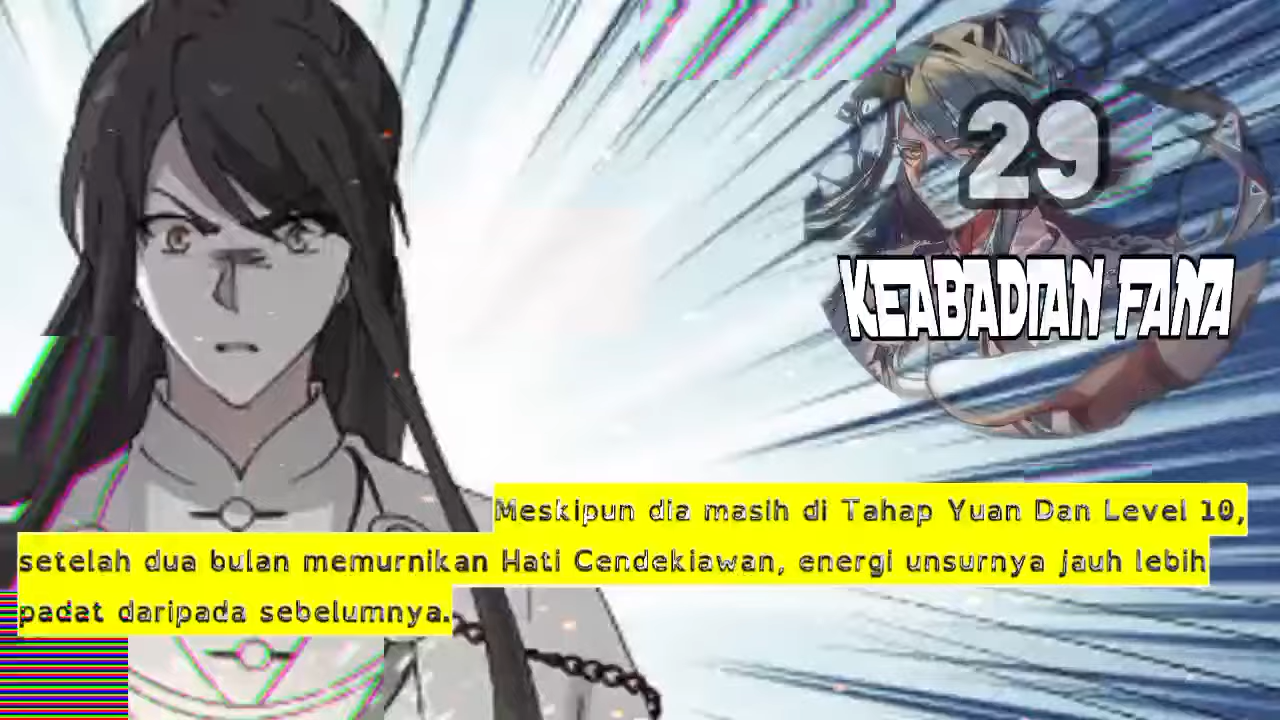 29
KEABADIAN FANA
Meskipun dia masih di Tahap Yuan Dan Level 10,
setelah dua bulan memurnikan Hati Cendekiawan, energi unsurnya jauh lebih
padat daripada sebelumnya.